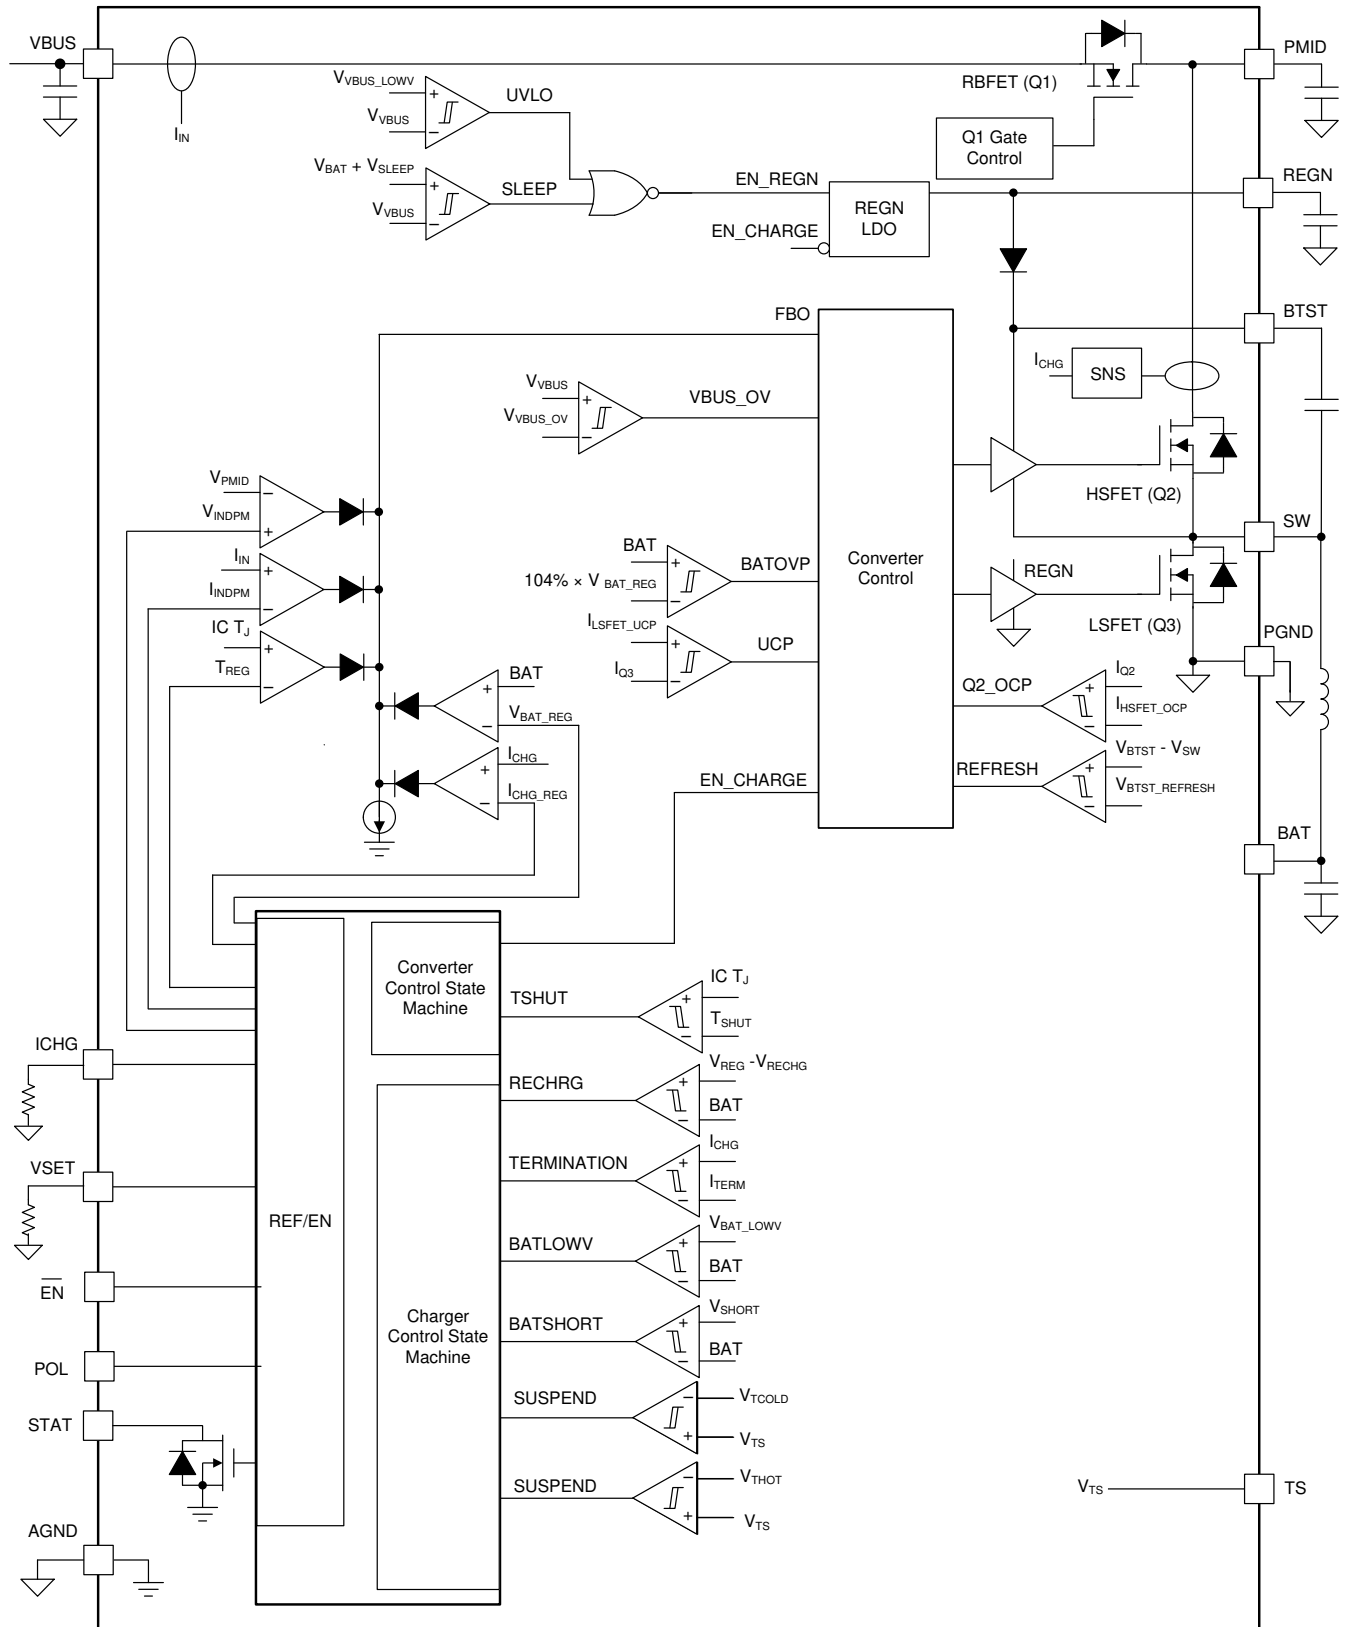 VBUS
PMID
RBFET (Q1)
VVBUS_LOWV
UVLO
VVBUS
IIN
Q1 Gate
Control
VBAT + VSLEEP
SLEEP
VVBUS
EN_REGN
REGN
LDO
EN_CHARGE
REGN
FBO
BTST
ICHG
SNS
VVBUS
VBUS_OV
VVBUS_OV
HSFET (Q2)
VPMID
VINDPM
SW
IIN
IINDPM
BAT
BATOVP
104% × VBAT_REG
Converter
Control
REGN
IC TJ
TREG
ILSFET_UCP
UCP
IQ3
LSFET (Q3)
PGND
BAT
VBAT_REG
Q2_OCP
IQ2
IHSFET_OCP
ICHG
ICHG_REG
EN_CHARGE
REFRESH
VBTST - VSW
VBTST_REFRESH
BAT
Converter
Control State
Machine
TSHUT
IC TJ
TSHUT
ICHG
RECHRG
VREG -VRECHG
BAT
VSET
TERMINATION
ICHG
ITERM
REF/EN
BATLOWV
VBAT_LOWV
BAT
EN
Charger
Control State
Machine
BATSHORT
VSHORT
BAT
POL
STAT
SUSPEND
VTCOLD
VTS
SUSPEND
VTHOT
VTS
VTS
TS
AGND